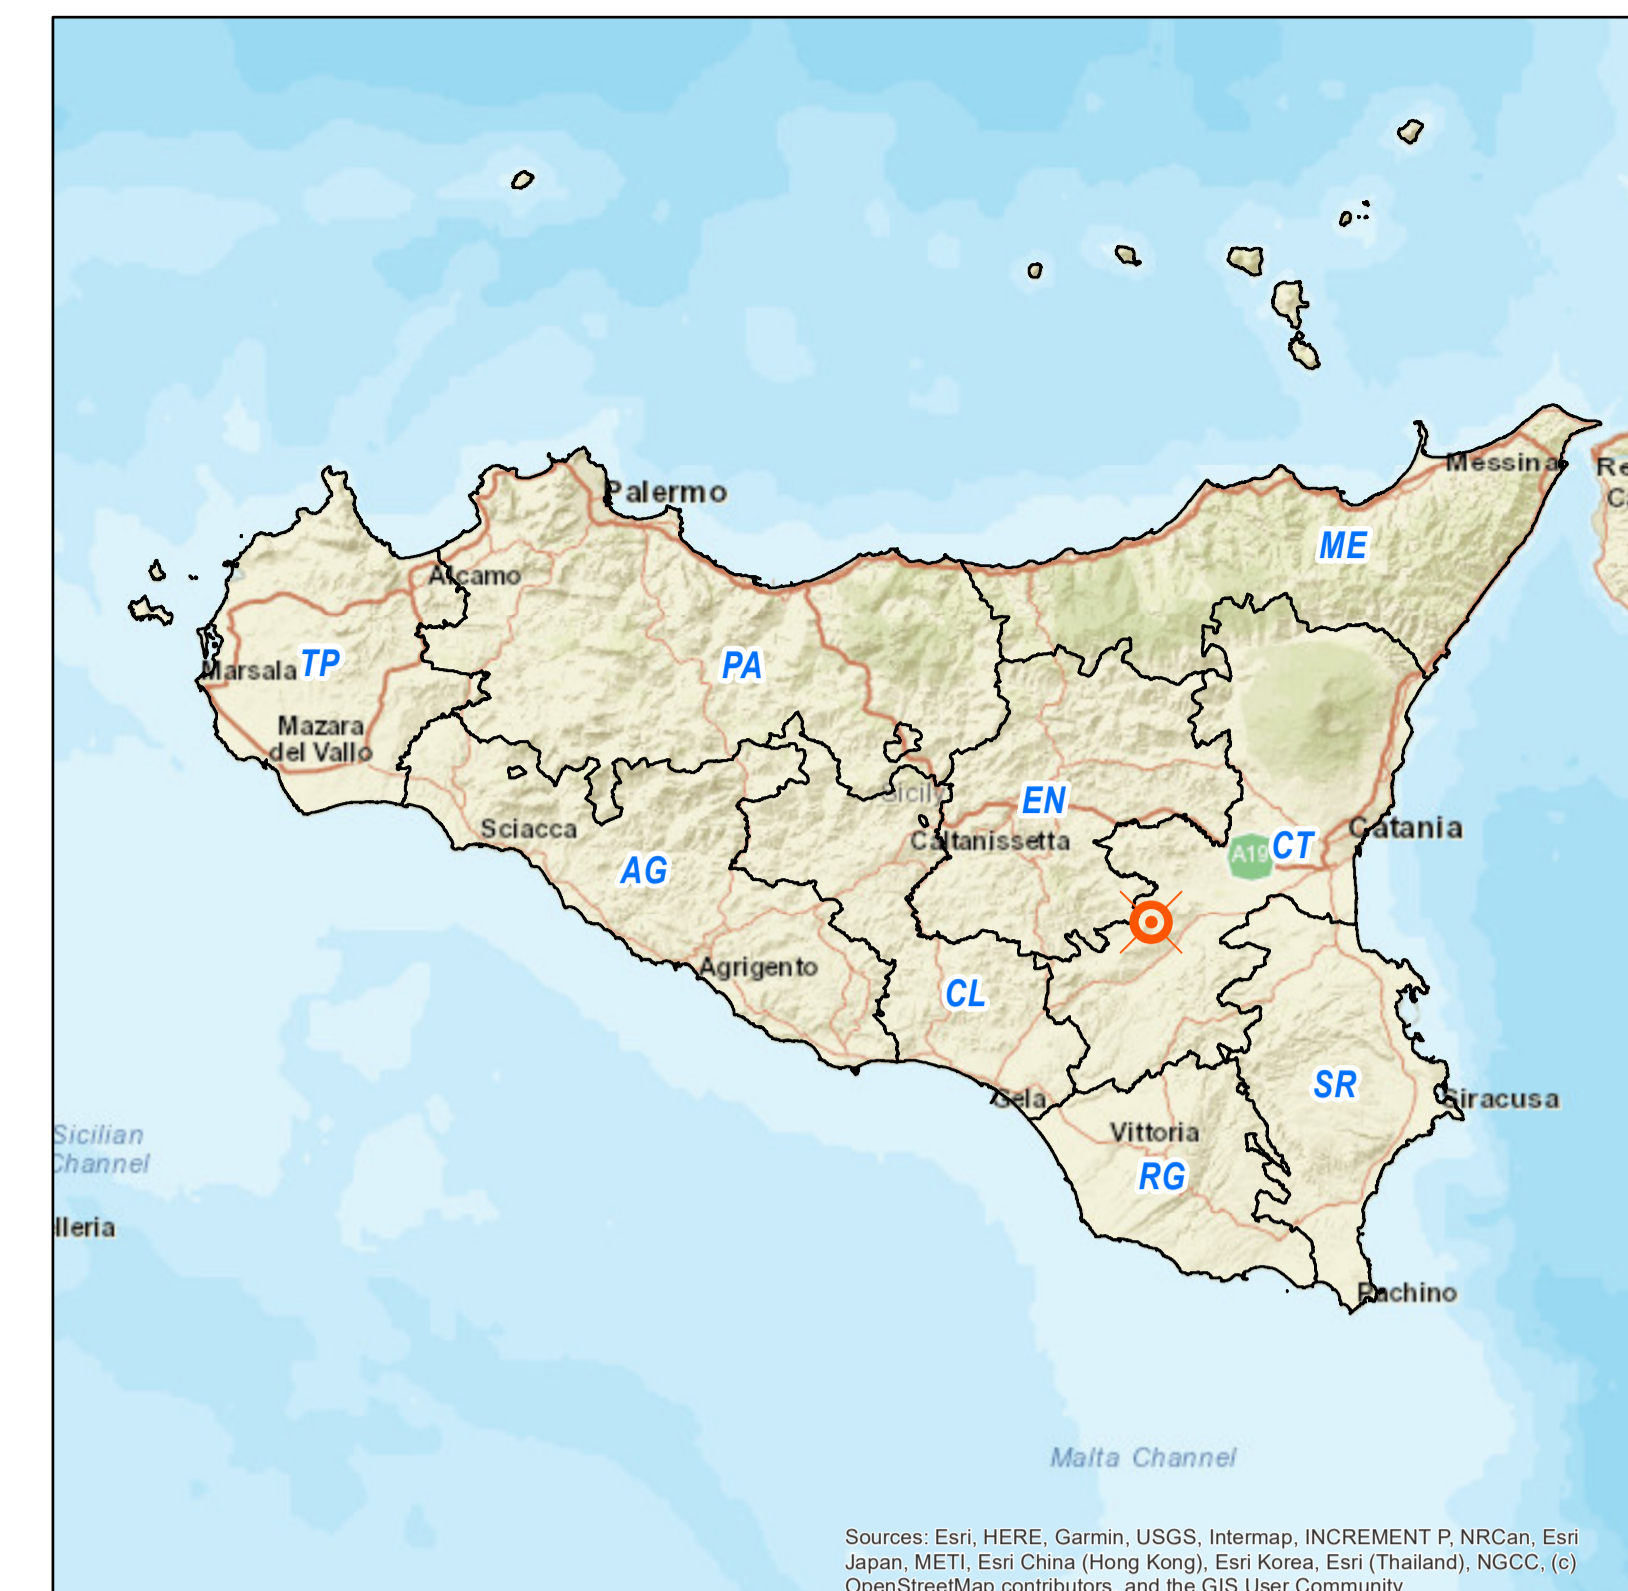 Palermo
Messina
Re
Ca
ME
Alcamo
Marsala
TP
PA
Mazara
del Vallo
Sicily
EN
Sciacca
Caltanissetta
A19
CT
Catania
AG
Agrigento
CL
Gela
SR
Siracusa
Sicilian
Channel
Vittoria
RG
lleria
Pachino
Malta Channel
Sources: Esri, HERE, Garmin, USGS, Intermap, INCREMENT P, NRCan, Esri
Japan, METI, Esri China (Hong Kong), Esri Korea, Esri (Thailand), NGCC, (c)
OpenStreetMap contributors, and the GIS User Community